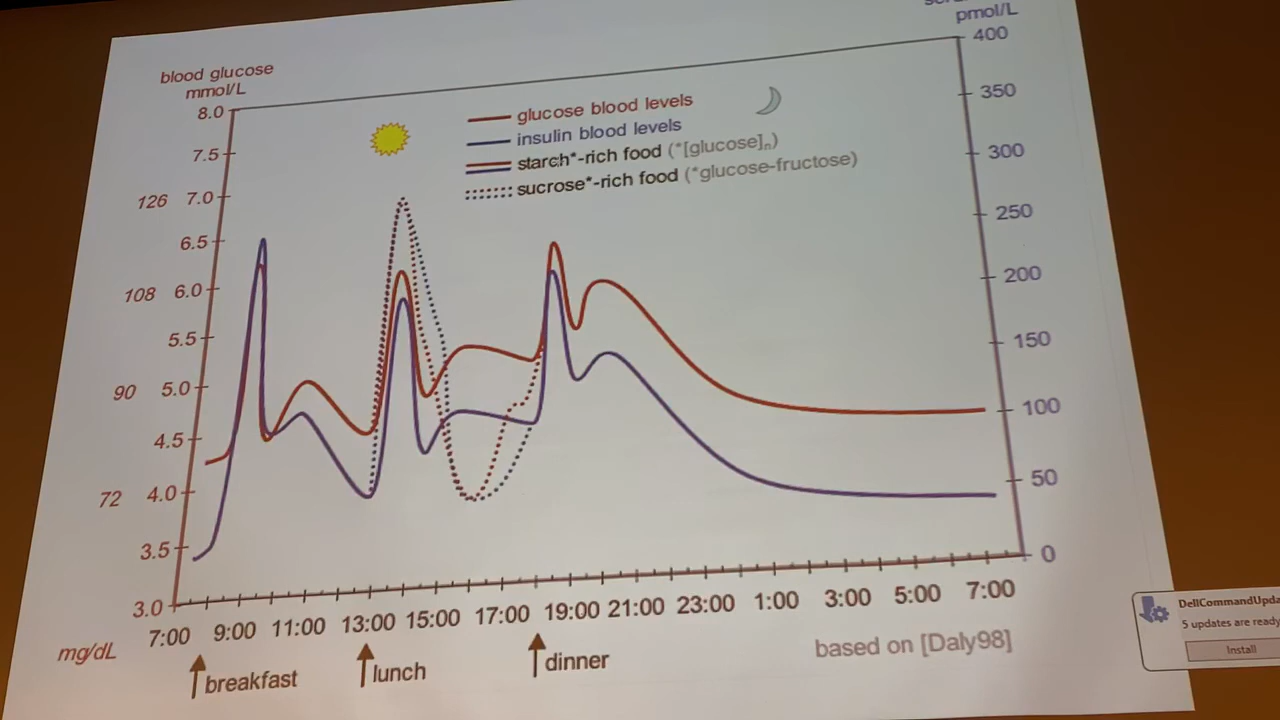 pmol/L
blood glucose
mmol/L
400
8.0
350
7.5
300
126 7.0
250
6.5
200
108 6.0
150
5.5
100
90 5.0
50
4.5
0
72 4.0
3.5
3.0
glucose blood levels
insulin blood levels
starch*-rich food (*[glucose]n)
sucrose*-rich food (*glucose-fructose)
7:00 9:00 11:00 13:00 15:00 17:00 19:00 21:00 23:00 1:00 3:00 5:00 7:00
mg/dL
breakfast
lunch
dinner
based on [Daly98]
5 updates are ready
Install